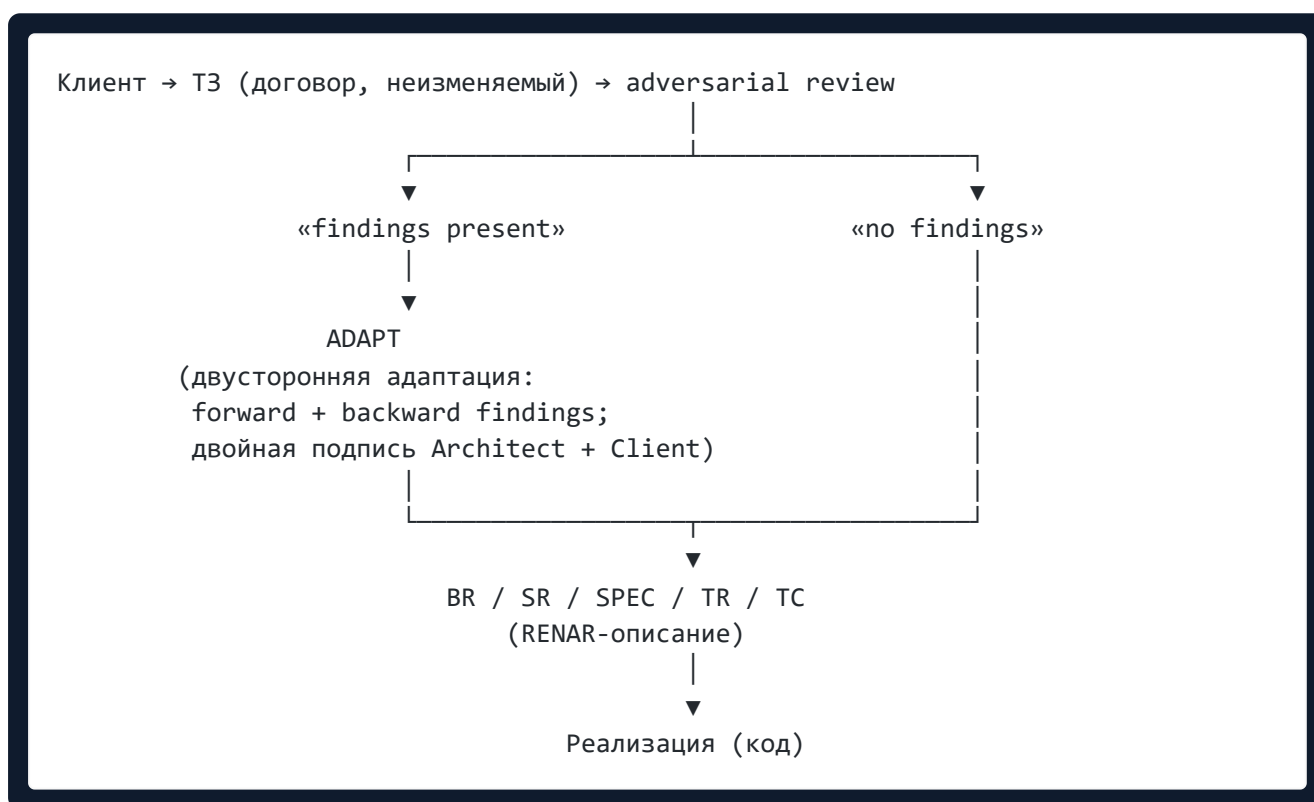 Клиент → ТЗ (договор, неизменяемый) → adversarial review
«findings present» «no findings»
ADAPT
(двусторонняя адаптация:
forward + backward findings;
двойная подпись Architect + Client)
BR / SR / SPEC / TR / TC
(RENAR-описание)
Реализация (код)